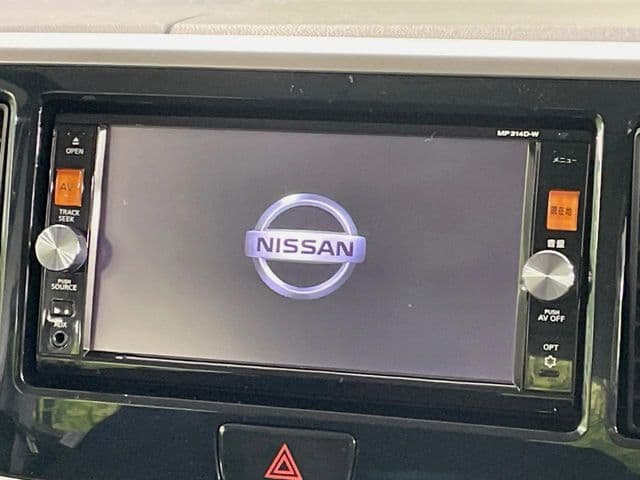 MP314D-W
OPEN
AV
TRACK
SEEK
PUSH
SOURCE
AUX
NISSAN
メニュー
現在地
音量
PUSH
AV OFF
OPT